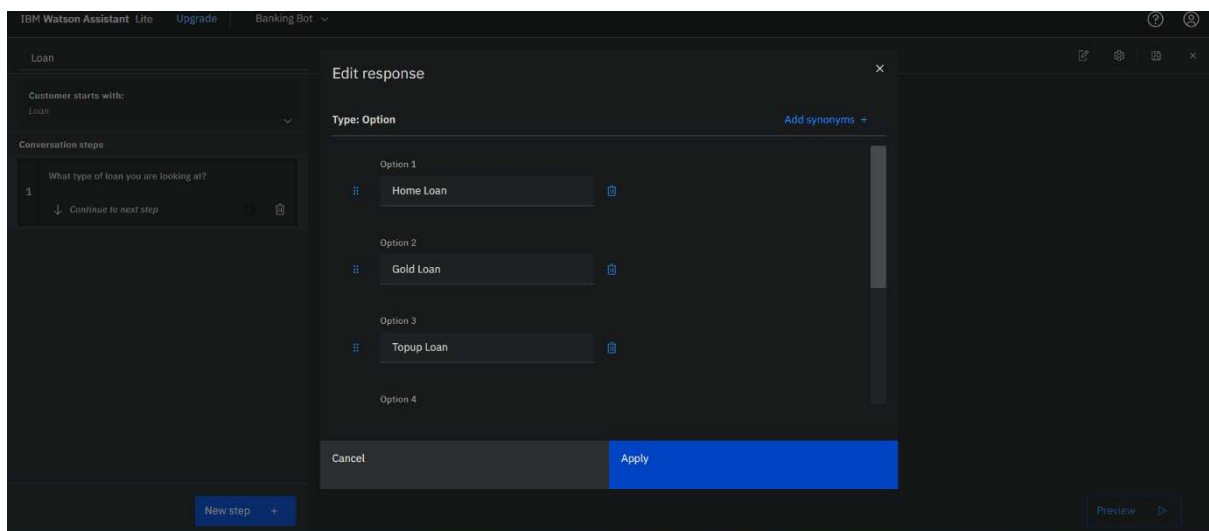 IBM Watson Assistant Lite Upgrade Banking Bot
Loan
Edit response
Customer starts with:
Loan
Type: Option
Add synonyms +
Conversation steps
1
What type of loan you are looking at?
Continue to next step
Option 1
Home Loan
Option 2
Gold Loan
Option 3
Topup Loan
Option 4
Cancel
Apply
New step +
Preview